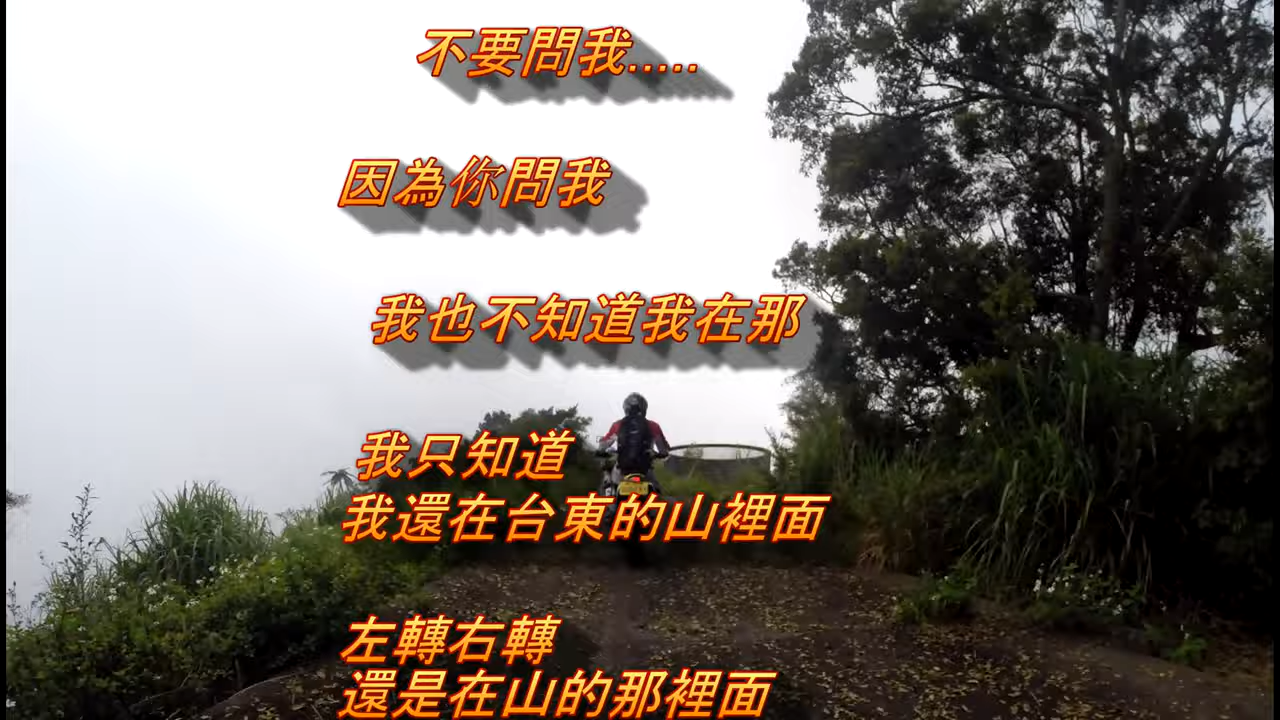 不要問我.....
因為你問我
我也不知道我在那
我只知道
我還在台東的山裡面
左轉右轉
還是在山的那裡面